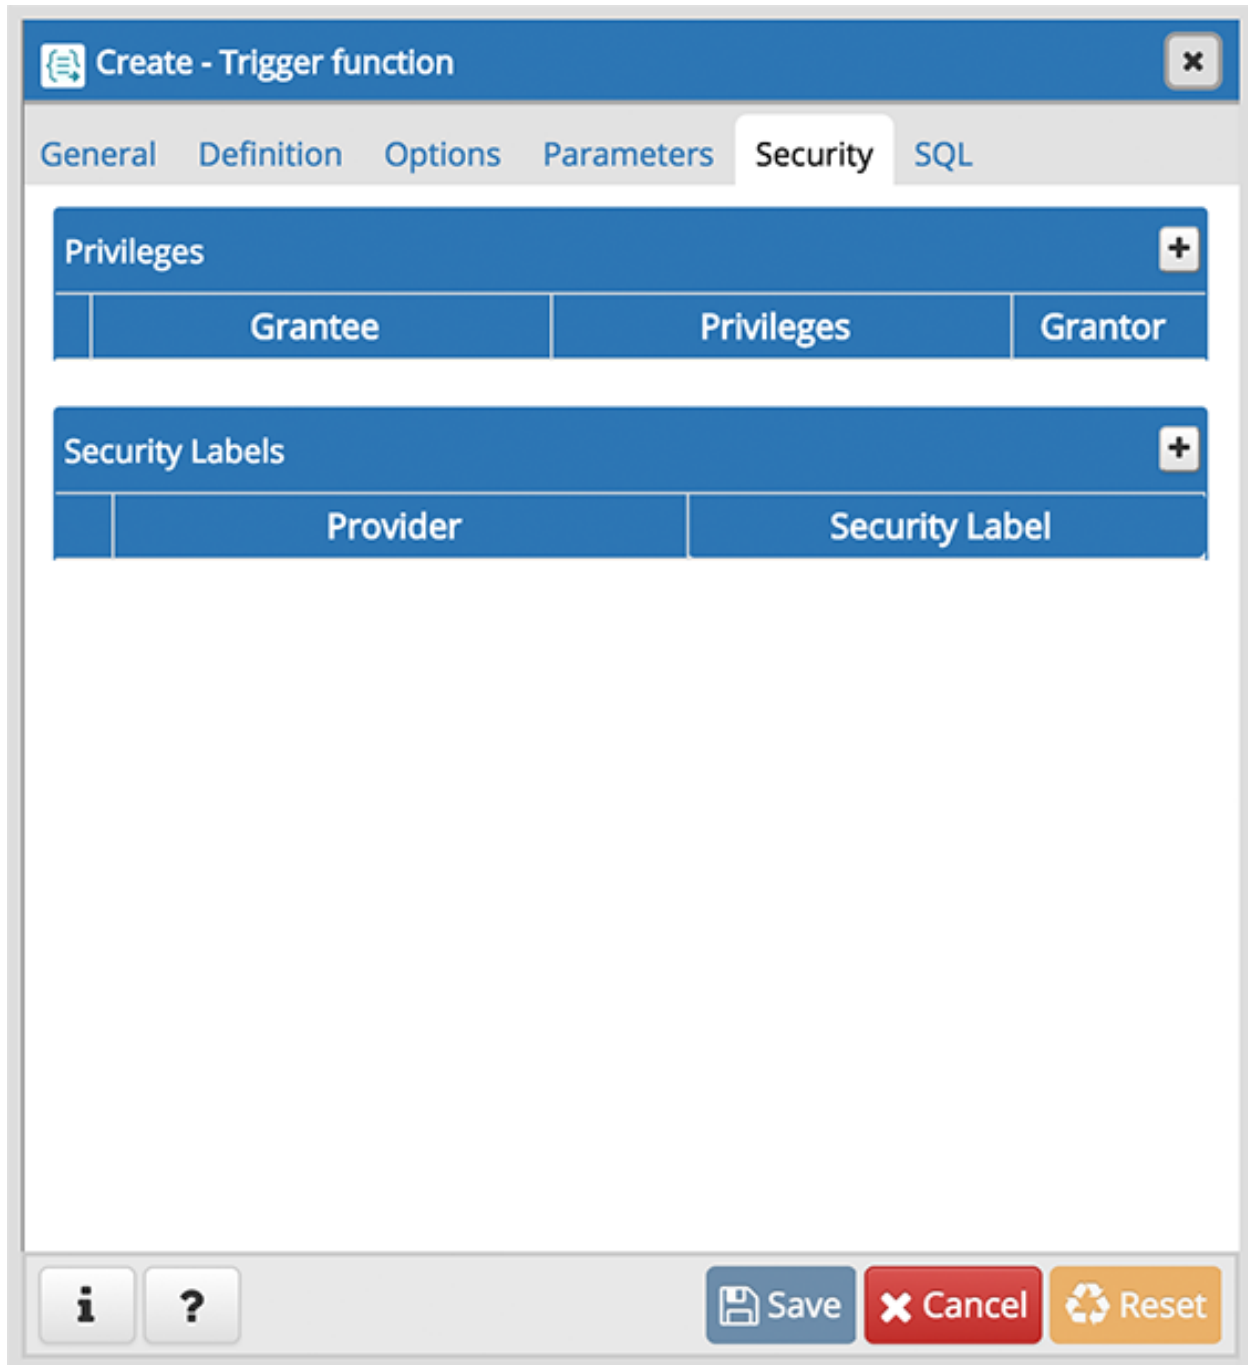 Create - Trigger function
General Definition Options Parameters Security SQL
Privileges
Grantee Privileges Grantor
Security Labels
Provider Security Label
i ? Save Cancel Reset